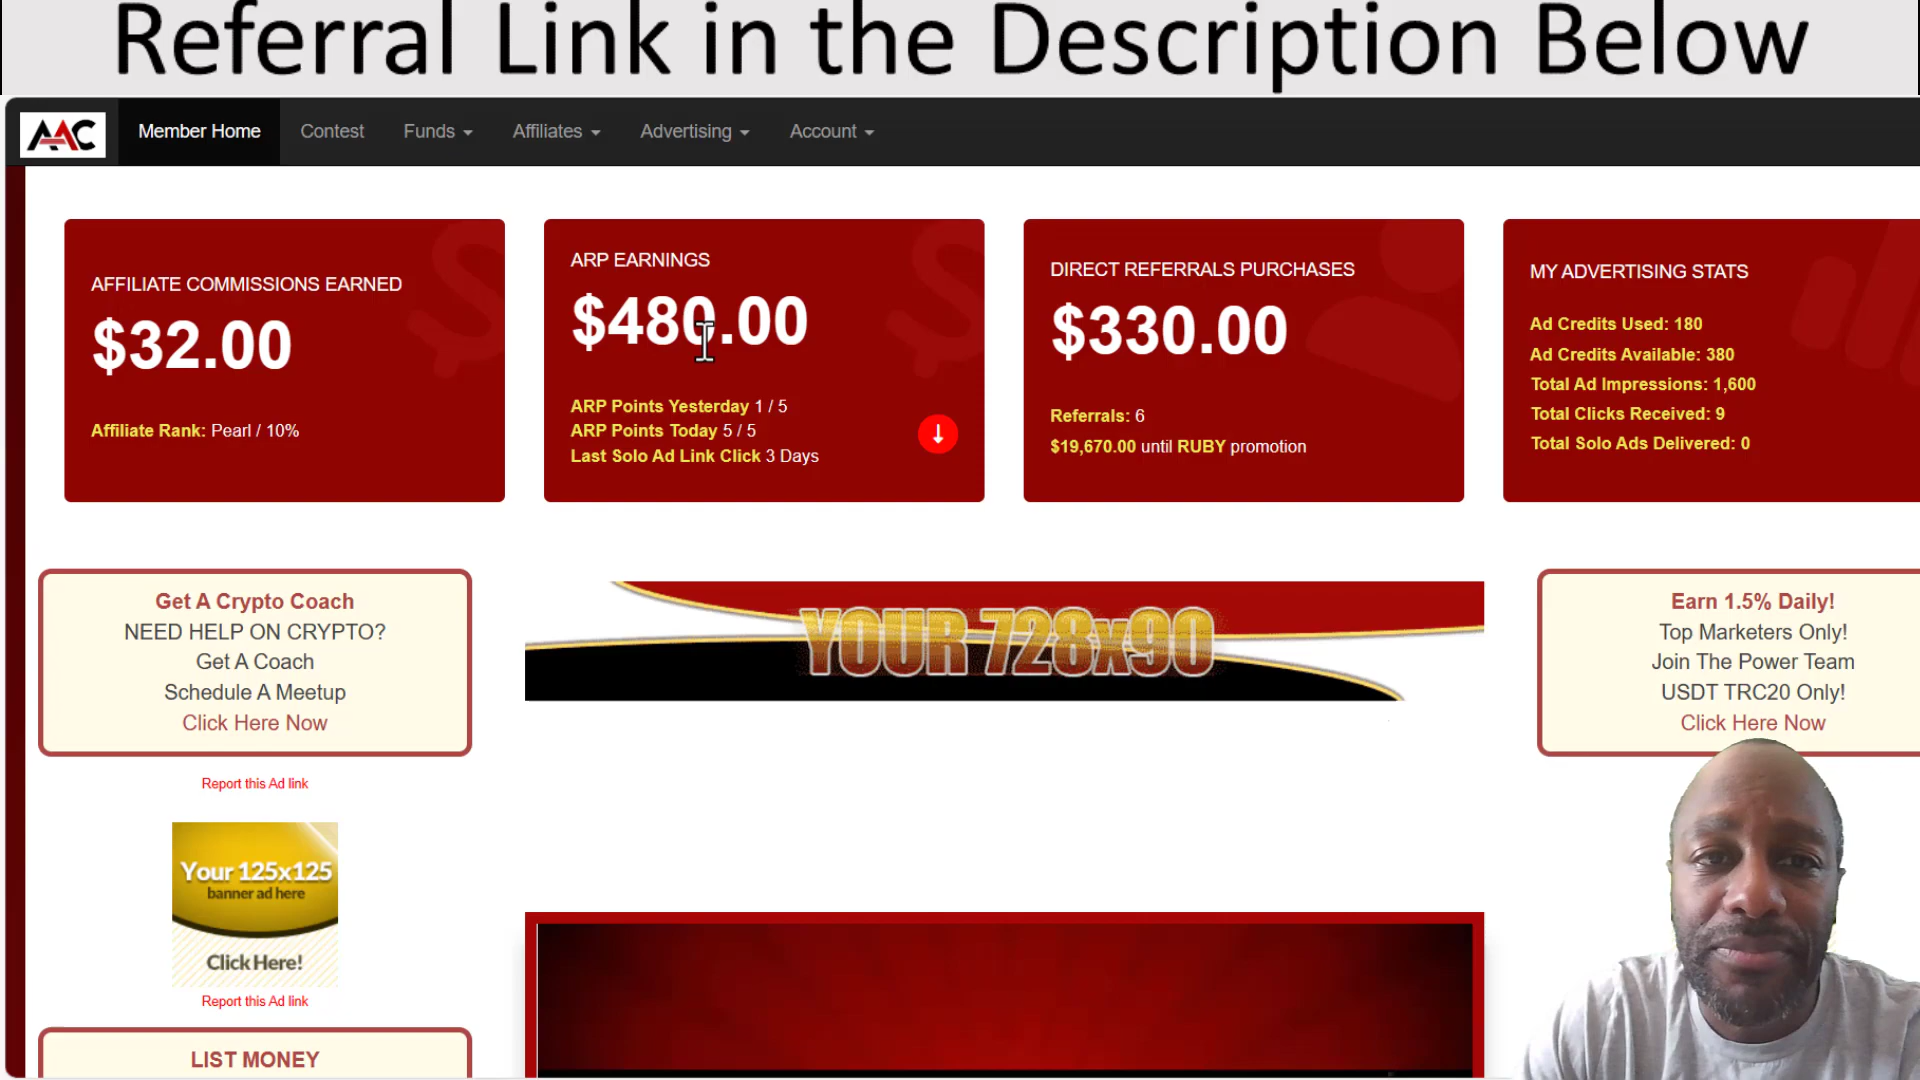 Referral Link in the Description Below
AAC
Member Home
Contest
Funds
Affiliates
Advertising
Account
AFFILIATE COMMISSIONS EARNED
$32.00
Affiliate Rank: Pearl / 10%
ARP EARNINGS
$480.00
ARP Points Yesterday 1 / 5
ARP Points Today 5 / 5
Last Solo Ad Link Click 3 Days
DIRECT REFERRALS PURCHASES
$330.00
Referrals: 6
$19,670.00 until RUBY promotion
MY ADVERTISING STATS
Ad Credits Used: 180
Ad Credits Available: 380
Total Ad Impressions: 1,600
Total Clicks Received: 9
Total Solo Ads Delivered: 0
Get A Crypto Coach
NEED HELP ON CRYPTO?
Get A Coach
Schedule A Meetup
Click Here Now
Report this Ad link
Your 125x125
banner ad here
Click Here!
Report this Ad link
LIST MONEY
YOUR 728x90
Earn 1.5% Daily!
Top Marketers Only!
Join The Power Team
USDT TRC20 Only!
Click Here Now